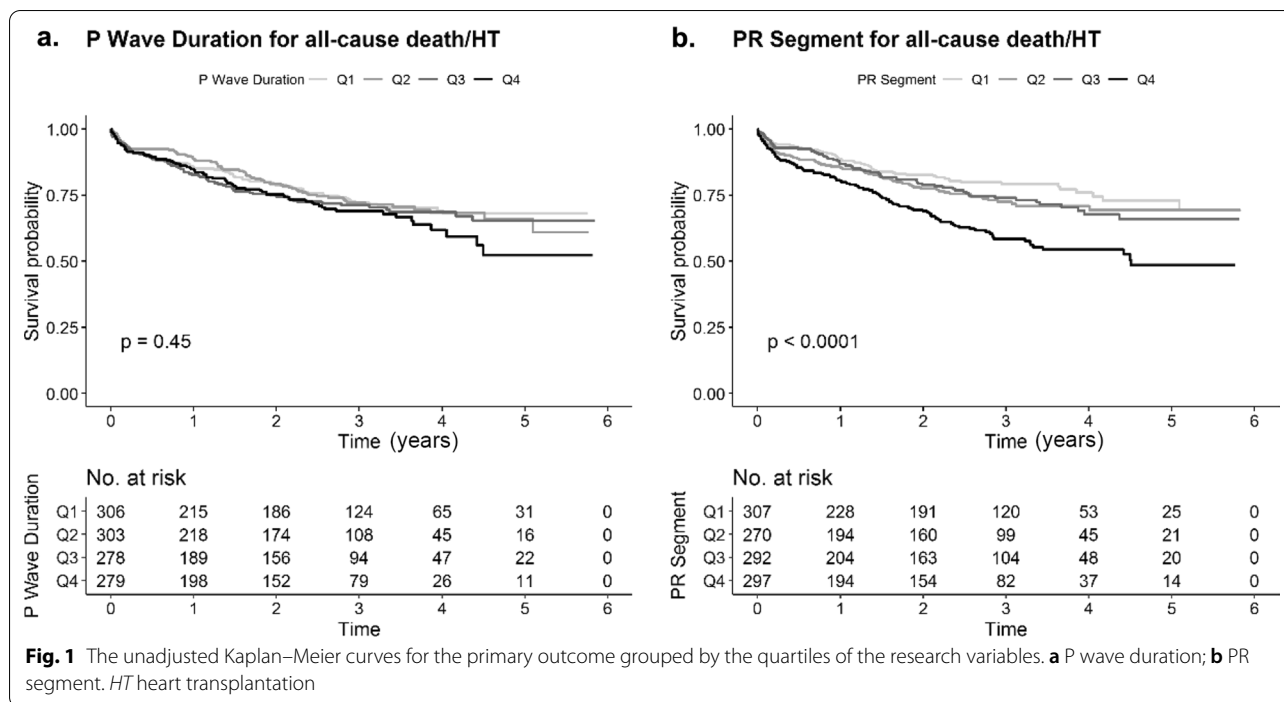 a. P Wave Duration for all-cause death/HT
P Wave Duration Q1 Q2 Q3 Q4
Survival probability
1.00
0.75
0.50
0.25
0.00
p = 0.45
0 1 2 3 4 5 6
Time (years)
No. at risk
P Wave Duration
Q1 306 215 186 124 65 31 0
Q2 303 218 174 108 45 16 0
Q3 278 189 156 94 47 22 0
Q4 279 198 152 79 26 11 0
0 1 2 3 4 5 6
Time
b. PR Segment for all-cause death/HT
PR Segment Q1 Q2 Q3 Q4
Survival probability
1.00
0.75
0.50
0.25
0.00
p < 0.0001
0 1 2 3 4 5 6
Time (years)
No. at risk
PR Segment
Q1 307 228 191 120 53 25 0
Q2 270 194 160 99 45 21 0
Q3 292 204 163 104 48 20 0
Q4 297 194 154 82 37 14 0
0 1 2 3 4 5 6
Time
Fig. 1 The unadjusted Kaplan–Meier curves for the primary outcome grouped by the quartiles of the research variables. a P wave duration; b PR
segment. HT heart transplantation